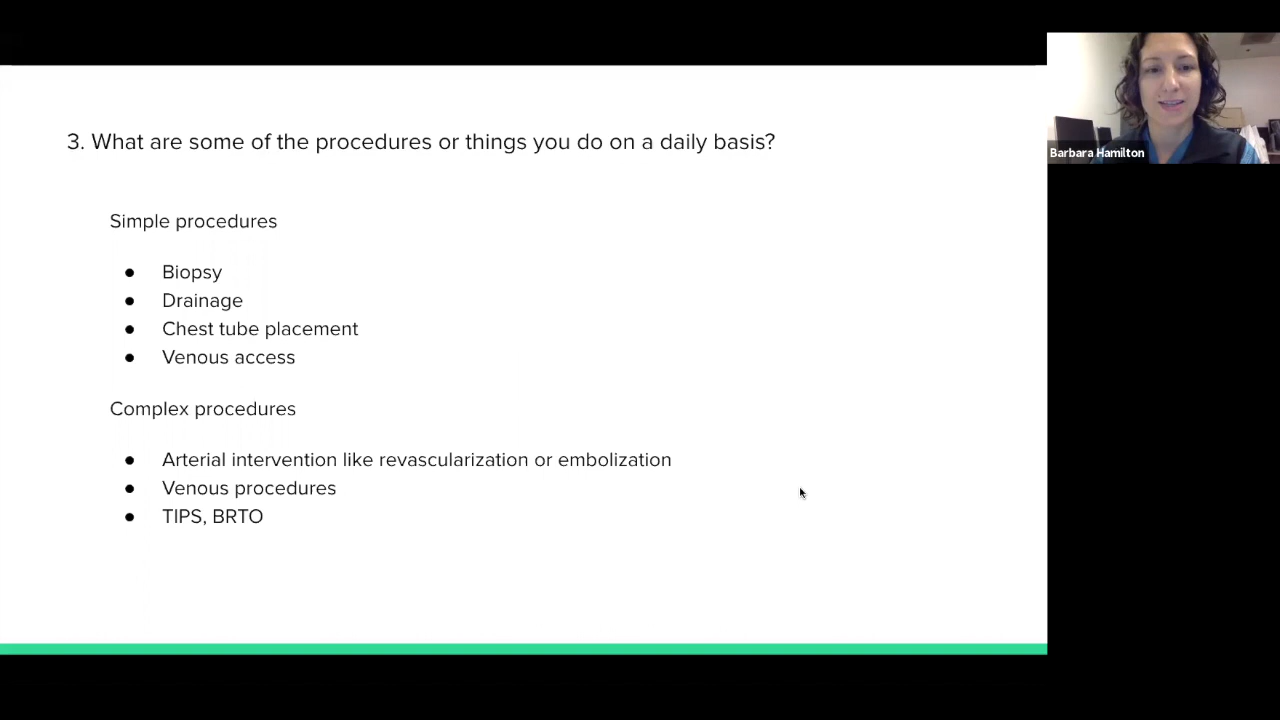 3. What are some of the procedures or things you do on a daily basis?
Simple procedures
● Biopsy
● Drainage
● Chest tube placement
● Venous access
Complex procedures
● Arterial intervention like revascularization or embolization
● Venous procedures
● TIPS, BRTO
Barbara Hamilton